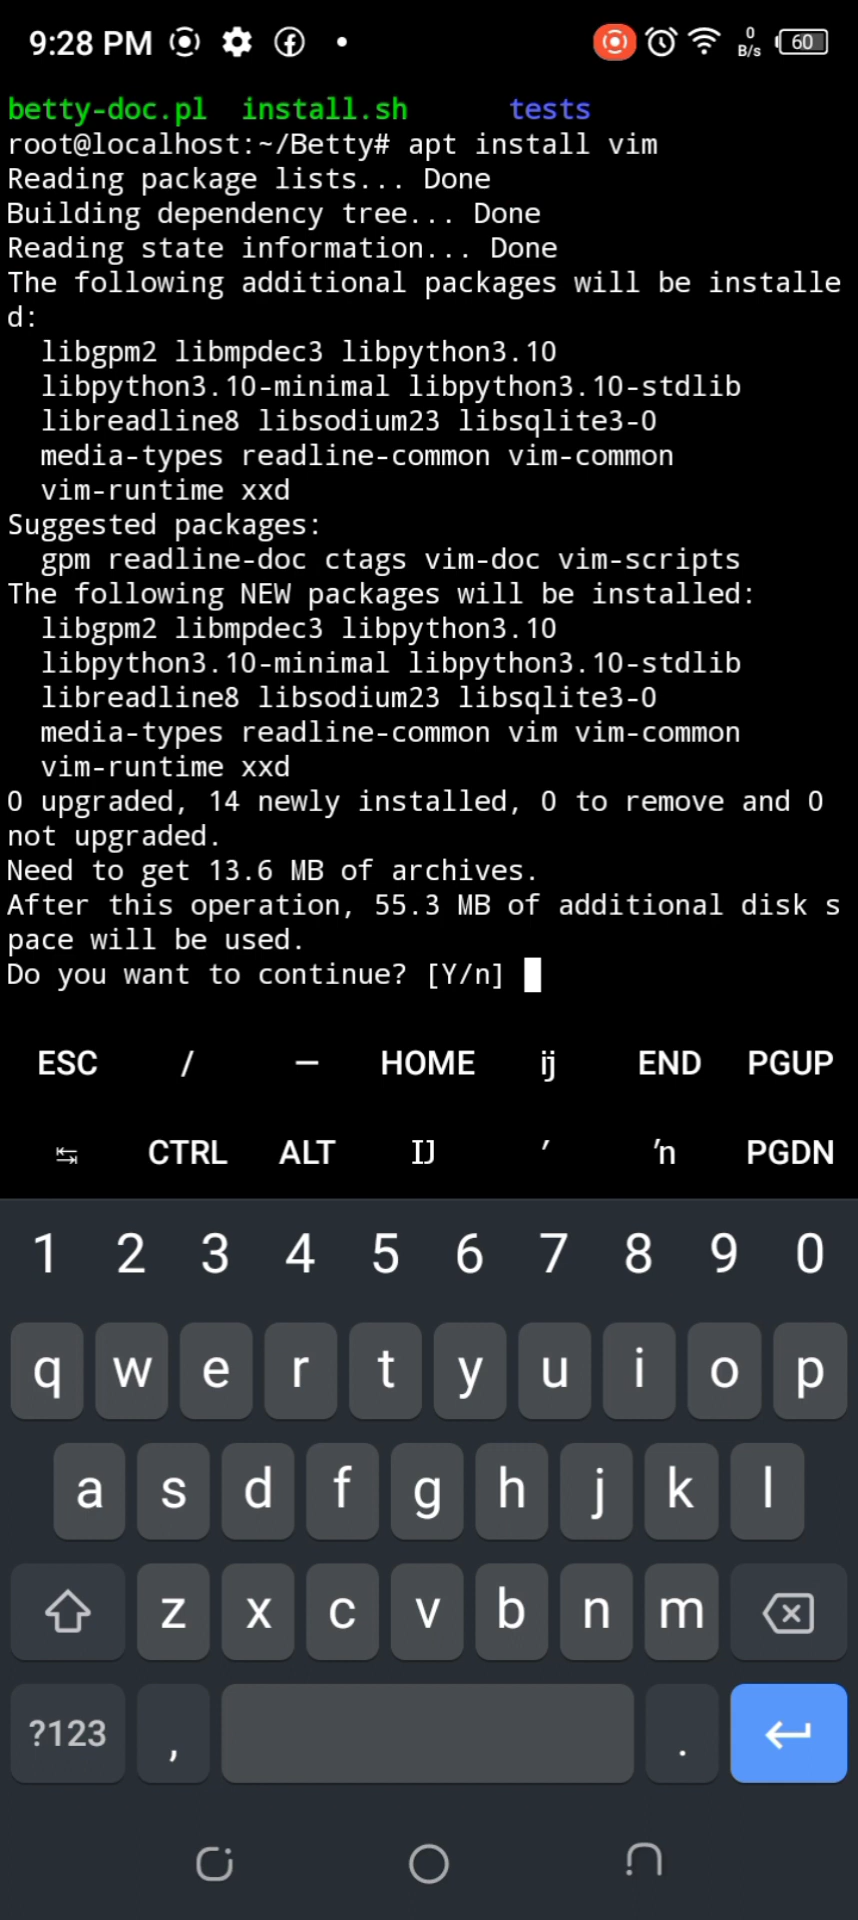 9:28 PM
0
B/s
60
betty-doc.pl install.sh tests
root@localhost:~/Betty# apt install vim
Reading package lists... Done
Building dependency tree... Done
Reading state information... Done
The following additional packages will be installe
d:
libgpm2 libmpdec3 libpython3.10
libpython3.10-minimal libpython3.10-stdlib
libreadline8 libsodium23 libsqlite3-0
media-types readline-common vim-common
vim-runtime xxd
Suggested packages:
gpm readline-doc ctags vim-doc vim-scripts
The following NEW packages will be installed:
libgpm2 libmpdec3 libpython3.10
libpython3.10-minimal libpython3.10-stdlib
libreadline8 libsodium23 libsqlite3-0
media-types readline-common vim vim-common
vim-runtime xxd
0 upgraded, 14 newly installed, 0 to remove and 0
not upgraded.
Need to get 13.6 MB of archives.
After this operation, 55.3 MB of additional disk s
pace will be used.
Do you want to continue? [Y/n]
ESC / — HOME ĳ END PGUP
↹ CTRL ALT Ĳ ′ ŉ PGDN
1 2 3 4 5 6 7 8 9 0
q w e r t y u i o p
a s d f g h j k l
z x c v b n m
?123 , .